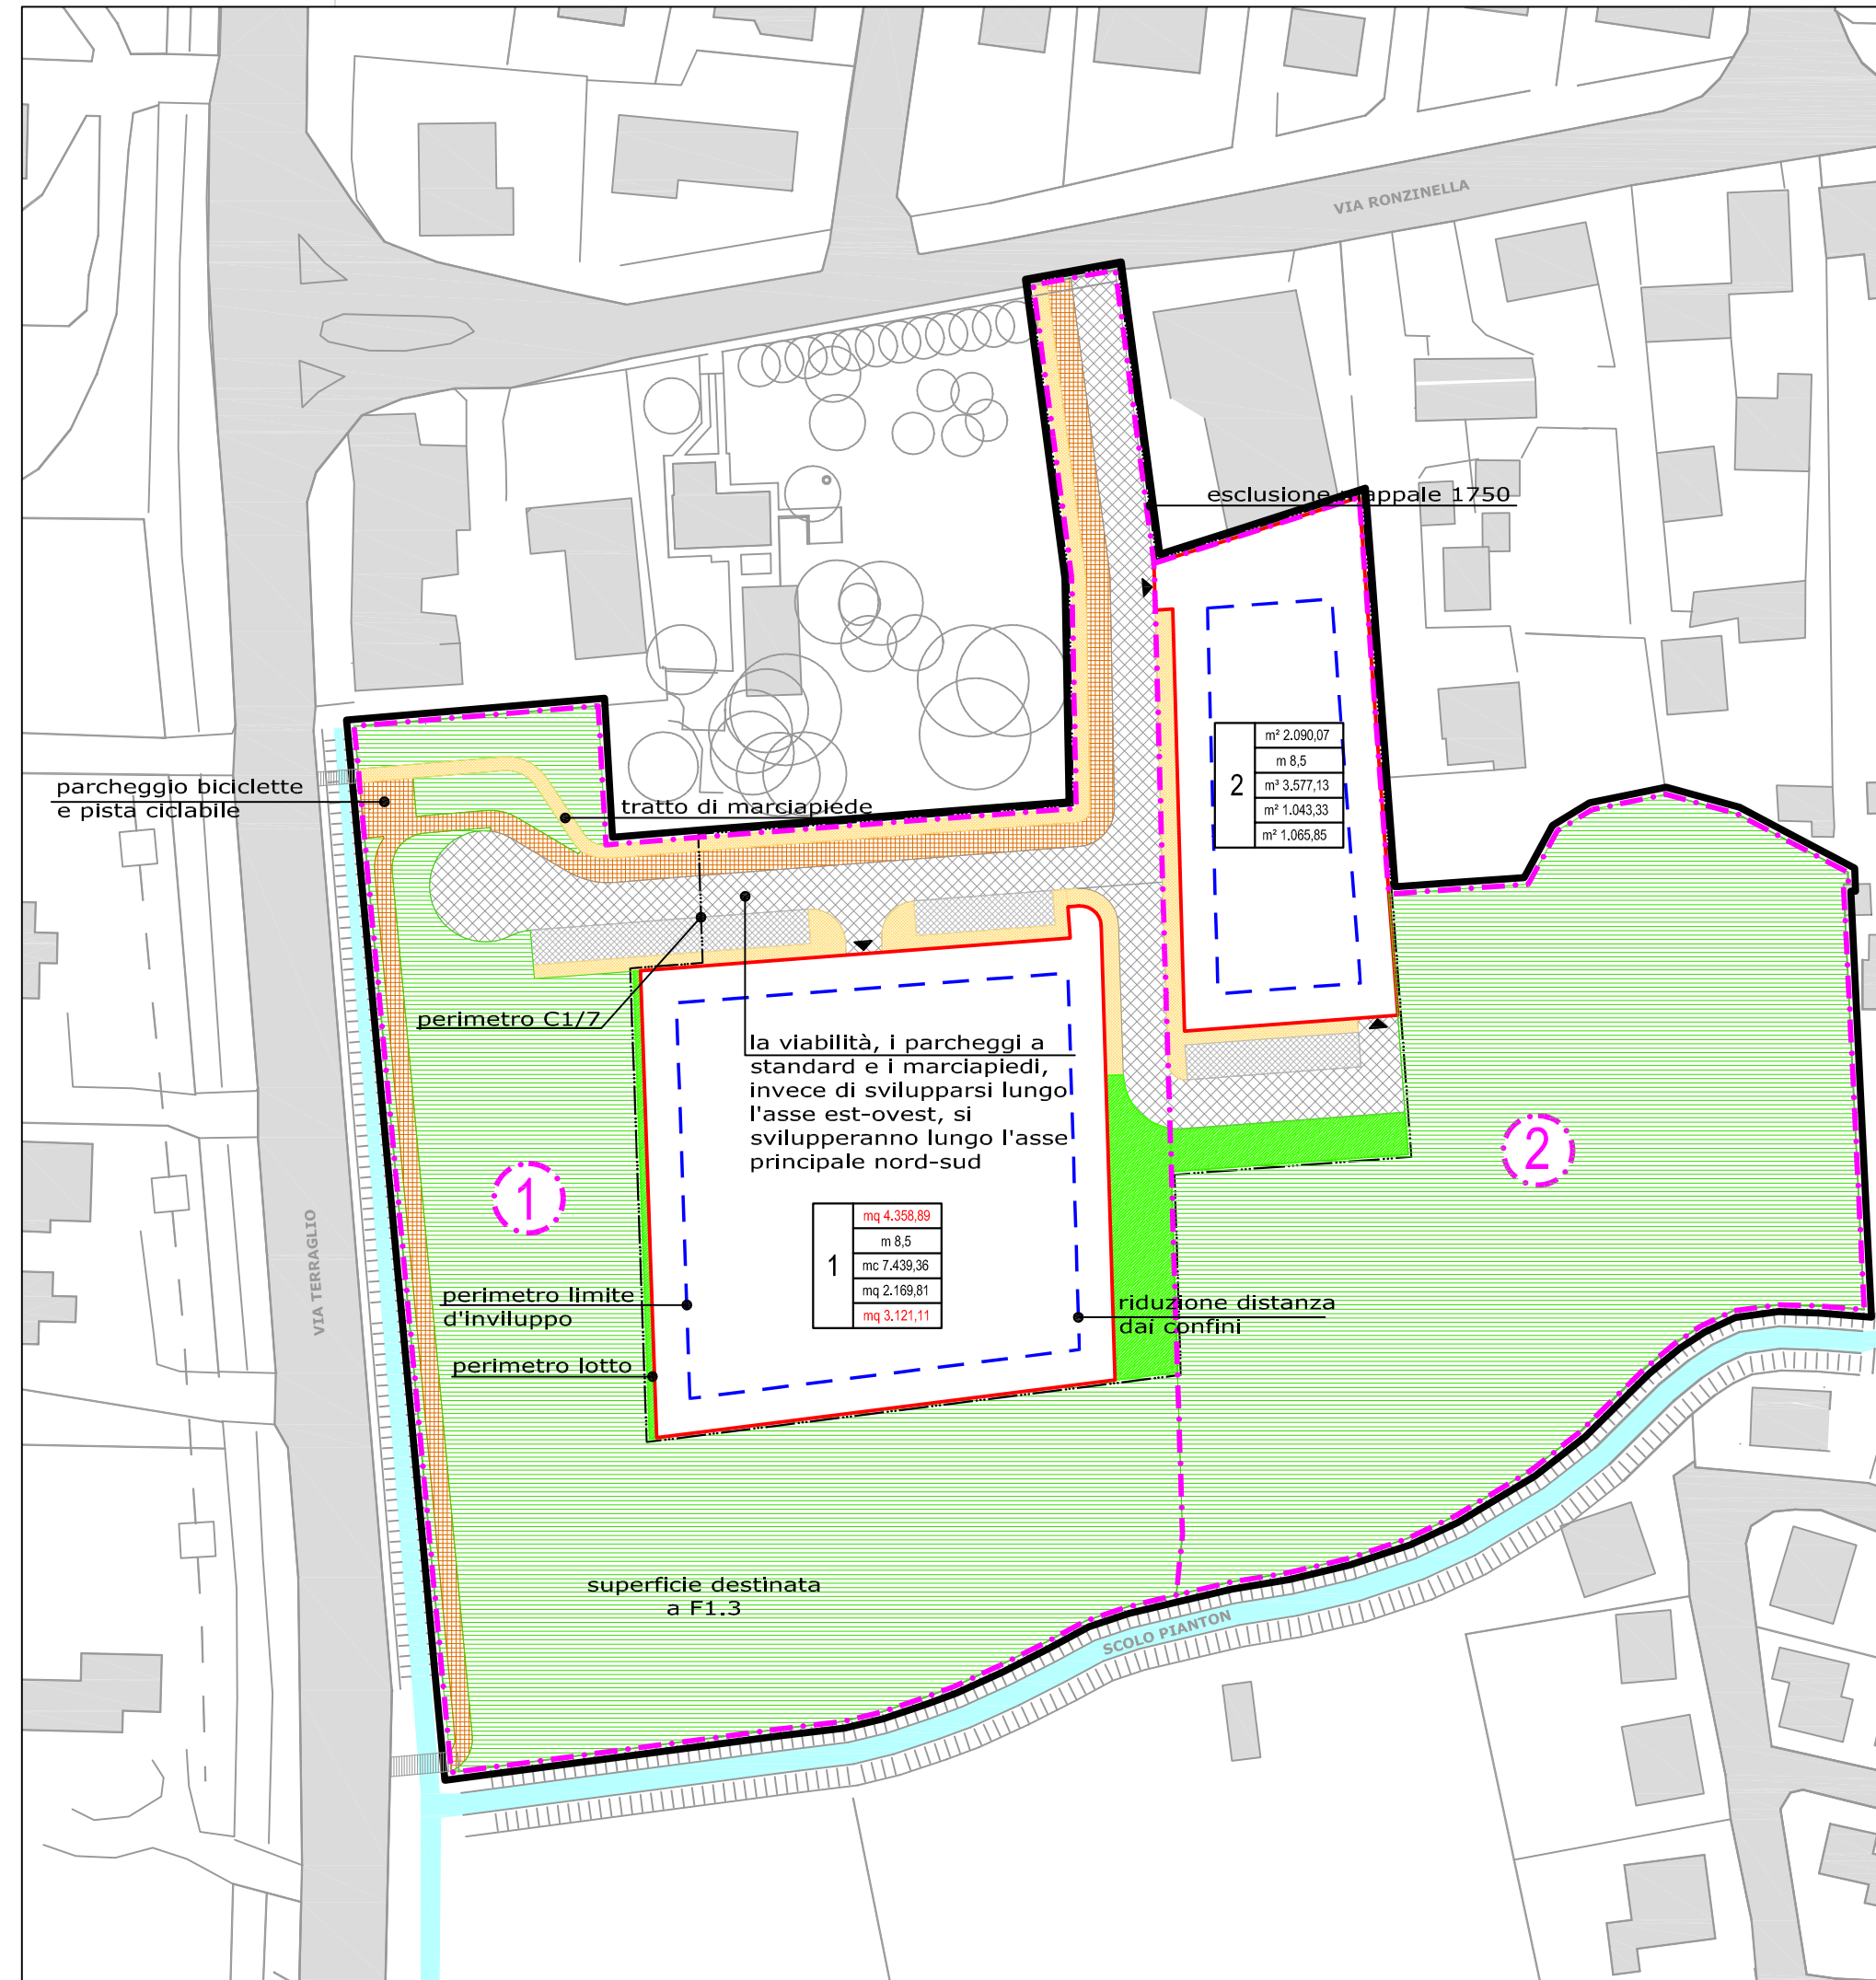 VIA RONZINELLA
esclusione mappale 1750
2
m² 2.090,07
m 8,5
m³ 3.577,13
m² 1.043,33
m² 1.065,85
parcheggio biciclette
e pista ciclabile
tratto di marciapiede
perimetro C1/7
la viabilità, i parcheggi a
standard e i marciapiedi,
invece di svilupparsi lungo
l'asse est-ovest, si
svilupperanno lungo l'asse
principale nord-sud
1
2
VIA TERRAGLIO
1
mq 4.358,89
m 8,5
mc 7.439,36
mq 2.169,81
mq 3.121,11
perimetro limite
d'inviluppo
riduzione distanza
dai confini
perimetro lotto
superficie destinata
a F1.3
SCOLO PIANTON